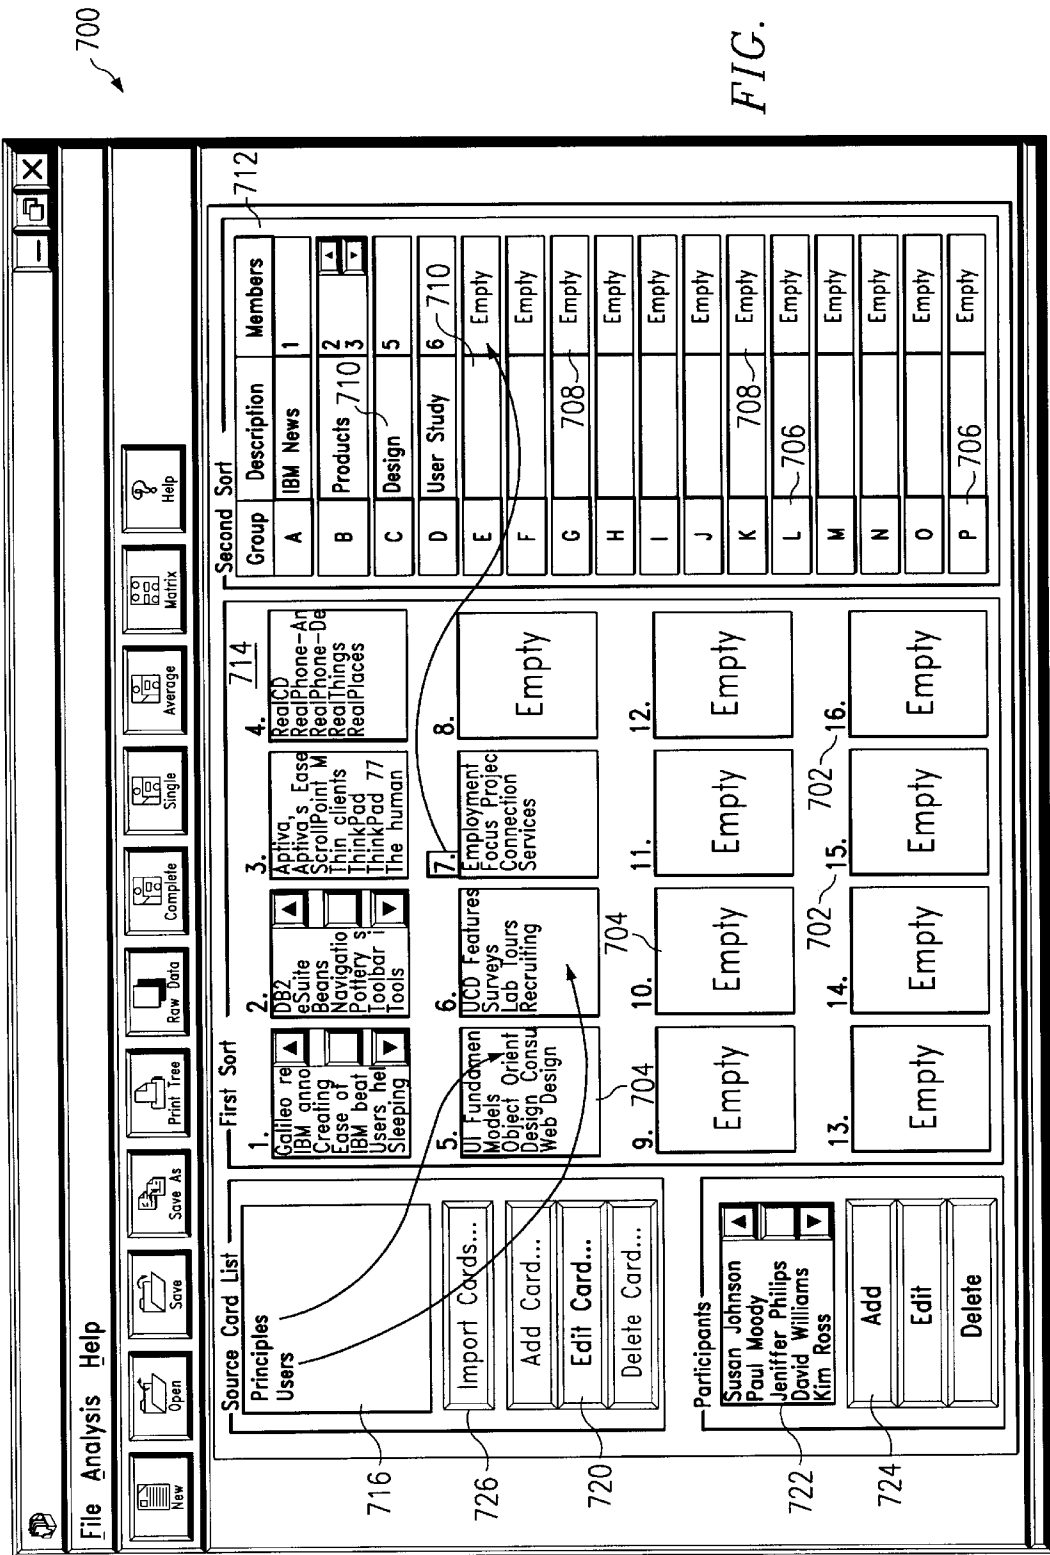 700
File Analysis Help
New
Open
Save
Save As
Print Tree
Raw Data
Complete
Single
Average
Matrix
Help
Source Card List
Principles
Users
716
Import Cards...
726
Add Card...
Edit Card...
720
Delete Card...
Participants
Susan Johnson
Paul Moody
Jeniffer Philips
David Williams
Kim Ross
722
Add
724
Edit
Delete
First Sort
714
1.
Galileo re
IBM anno
Creating
Ease of
IBM beat
Users hel
Sleeping
2.
DB2
eSuite
Beans
Navigatio
Pottery s
Toolbar i
Tools
3.
Aptiva
Aptiva's Ease
ScrollPoint M
Thin clients
ThinkPad
ThinkPad 77
The human
4.
RealCD
RealPhone-An
RealPhone-De
RealThings
RealPlaces
5.
UI Fundamen
Models
Object Orient
Design Consu
Web Design
704
6.
UCD Features
Surveys
Lab Tours
Recruiting
704
7.
Employment
Focus Projec
Connection
Services
8.
Empty
9.
Empty
10.
Empty
11.
Empty
12.
Empty
13.
Empty
14.
Empty
702
15.
Empty
702
16.
Empty
Second Sort
712
Group Description Members
A IBM News 1
B Products 2
3
710
C Design 5
D User Study 6
710
E Empty
F Empty
G 708 Empty
H Empty
I Empty
J Empty
K 708 Empty
L 706 Empty
M Empty
N Empty
O Empty
P 706 Empty
FIG.